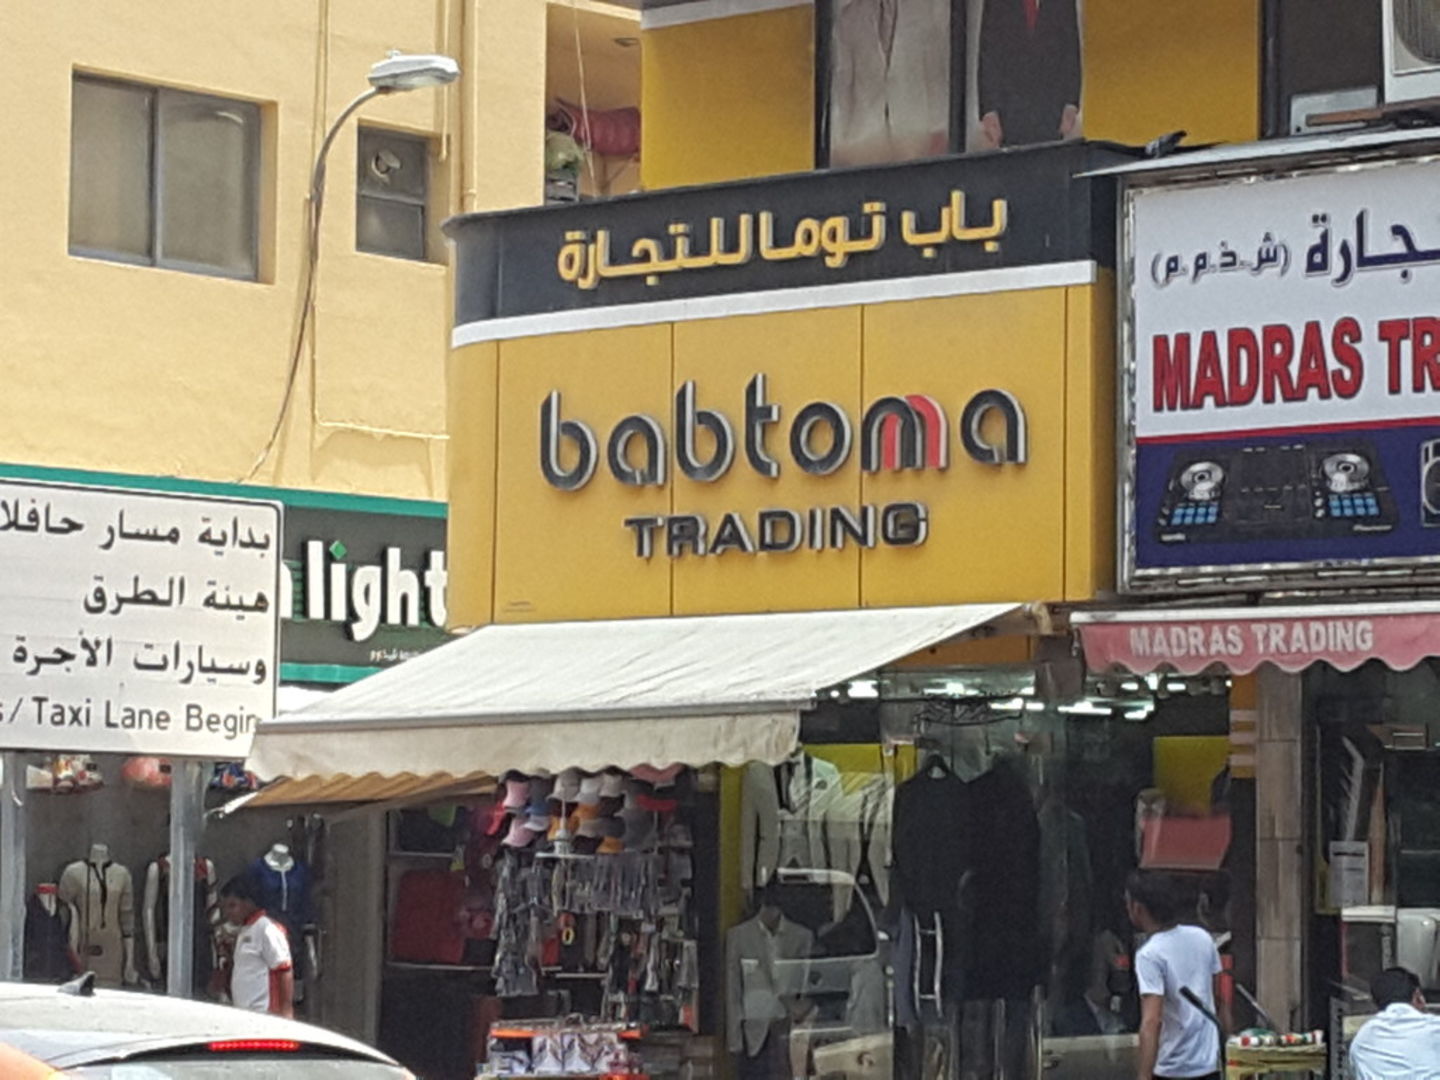 باب توما للتجارة
babtoma
TRADING
تجارة (ش.ذ.م.م)
MADRAS TR
MADRAS TRADING
light
بداية مسار حافلا
هيئة الطرق
وسيارات الأجرة
s / Taxi Lane Begin